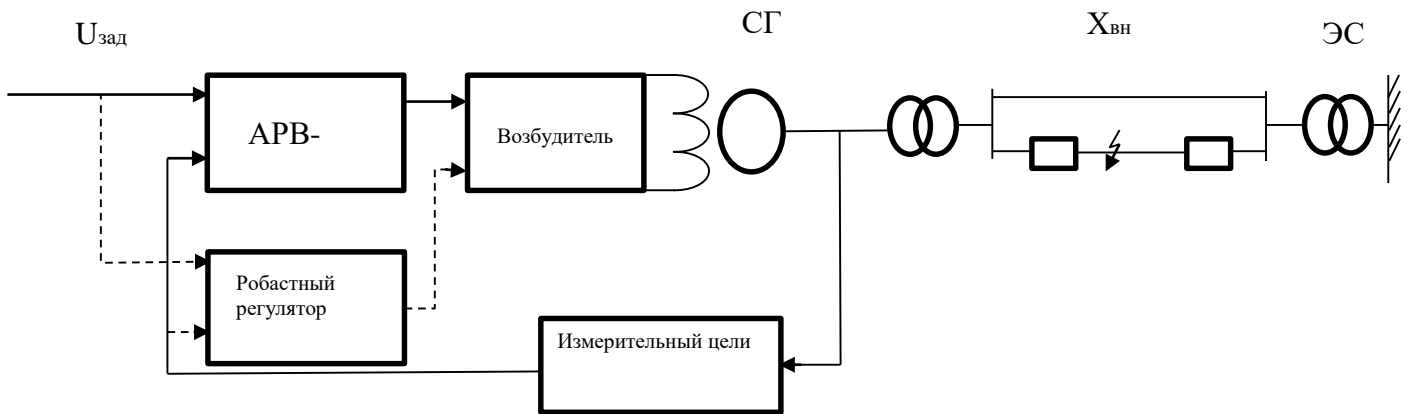 Uзад
СГ
Xвн
ЭС
АРВ-
Возбудитель
Робастный
регулятор
Измерительный цели